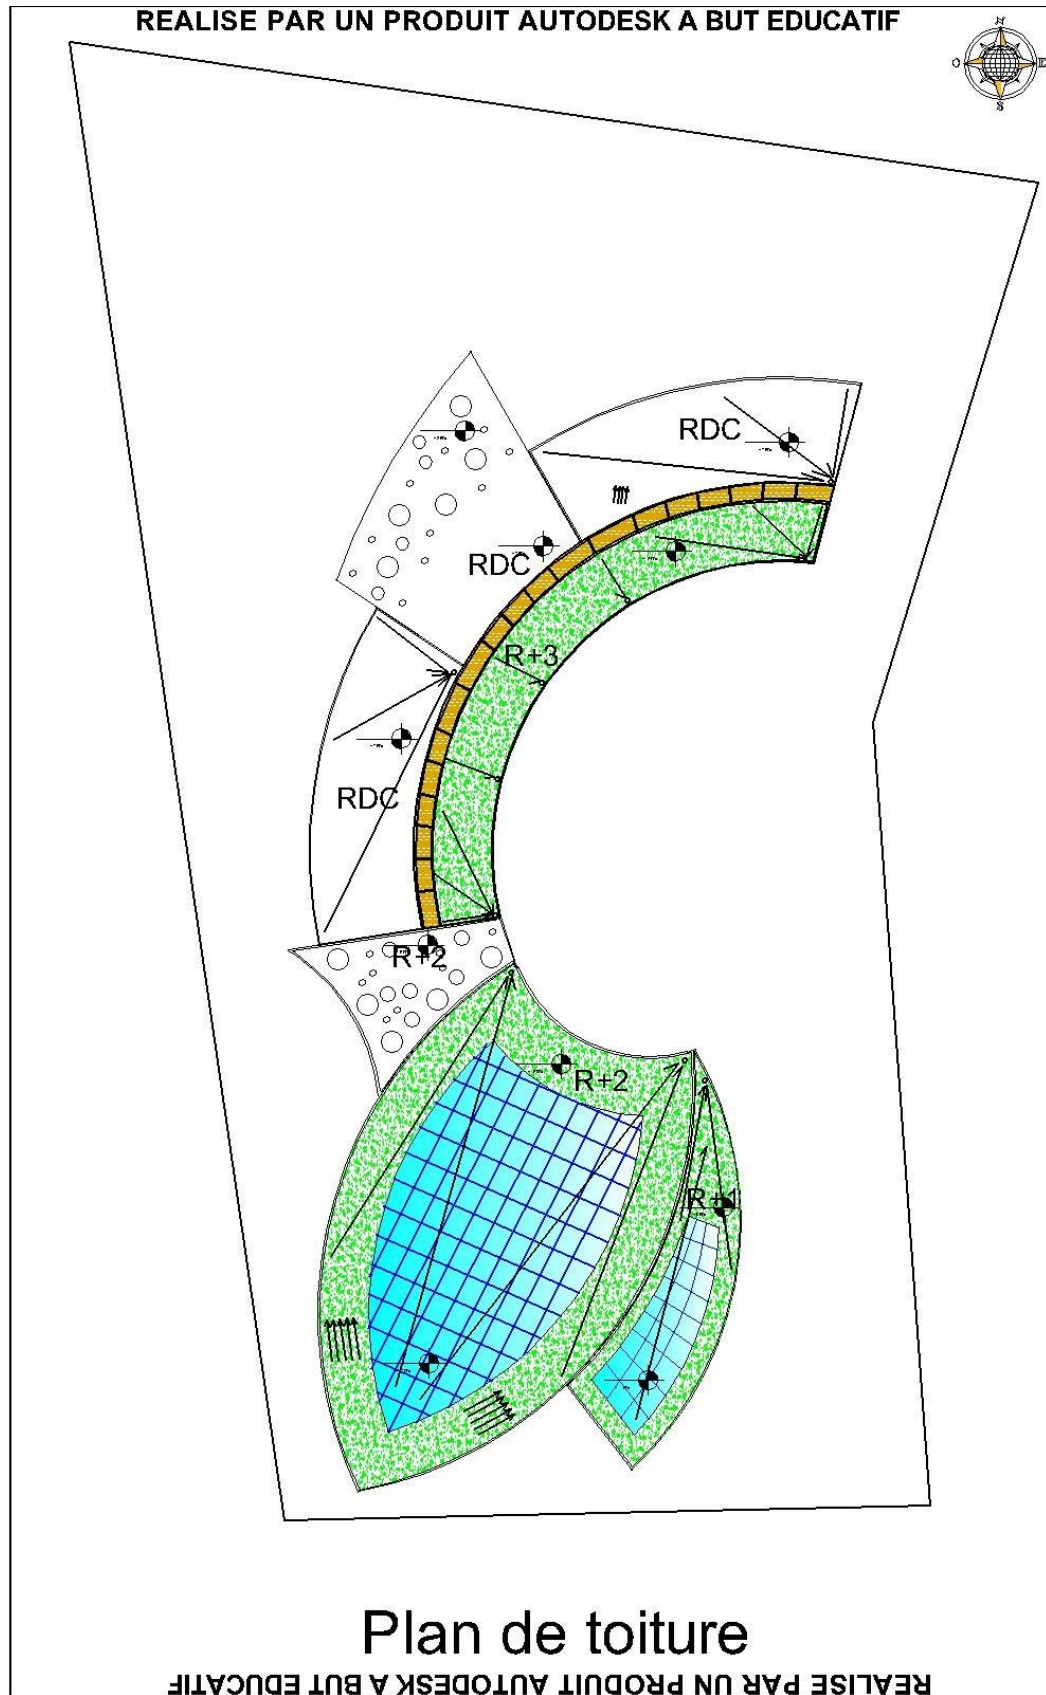 REALISE PAR UN PRODUIT AUTODESK A BUT EDUCATIF
N
O E
S
RDC
RDC
R+3
RDC
R+2
R+2
R+1
Plan de toiture
REALISE PAR UN PRODUIT AUTODESK A BUT EDUCATIF